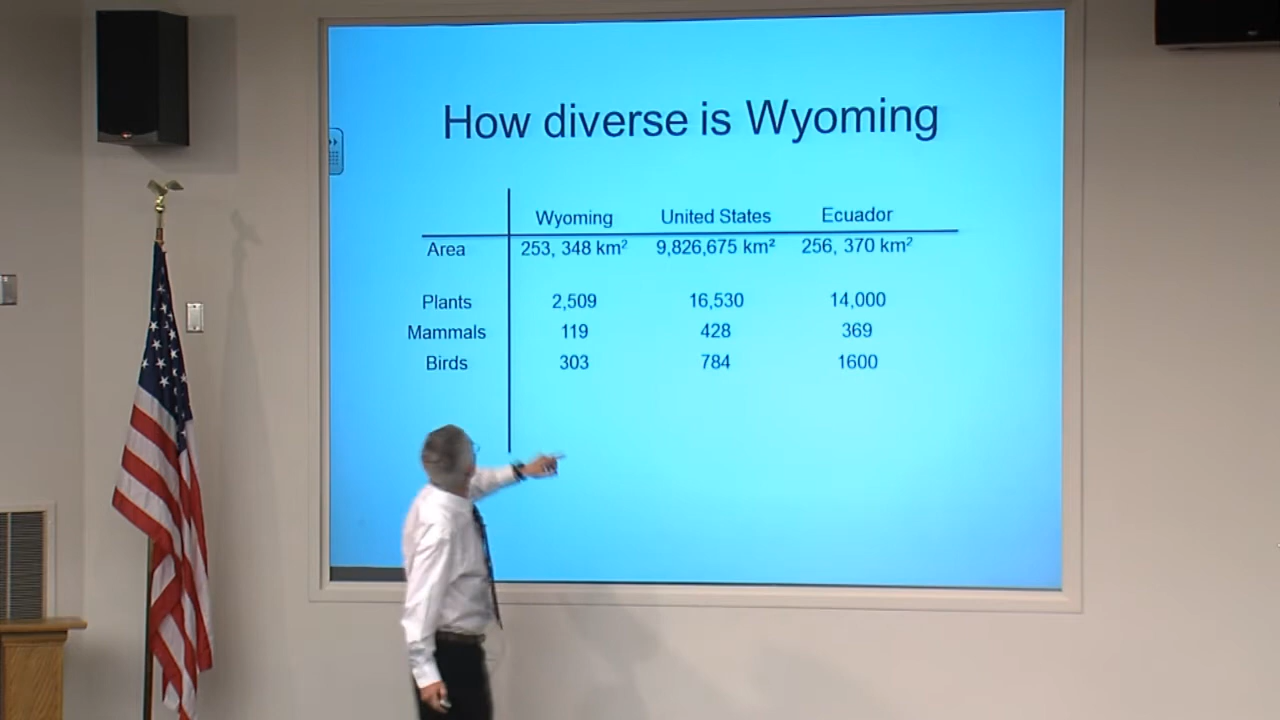 How diverse is Wyoming
Wyoming United States Ecuador
Area 253, 348 km² 9,826,675 km² 256, 370 km²
Plants 2,509 16,530 14,000
Mammals 119 428 369
Birds 303 784 1600